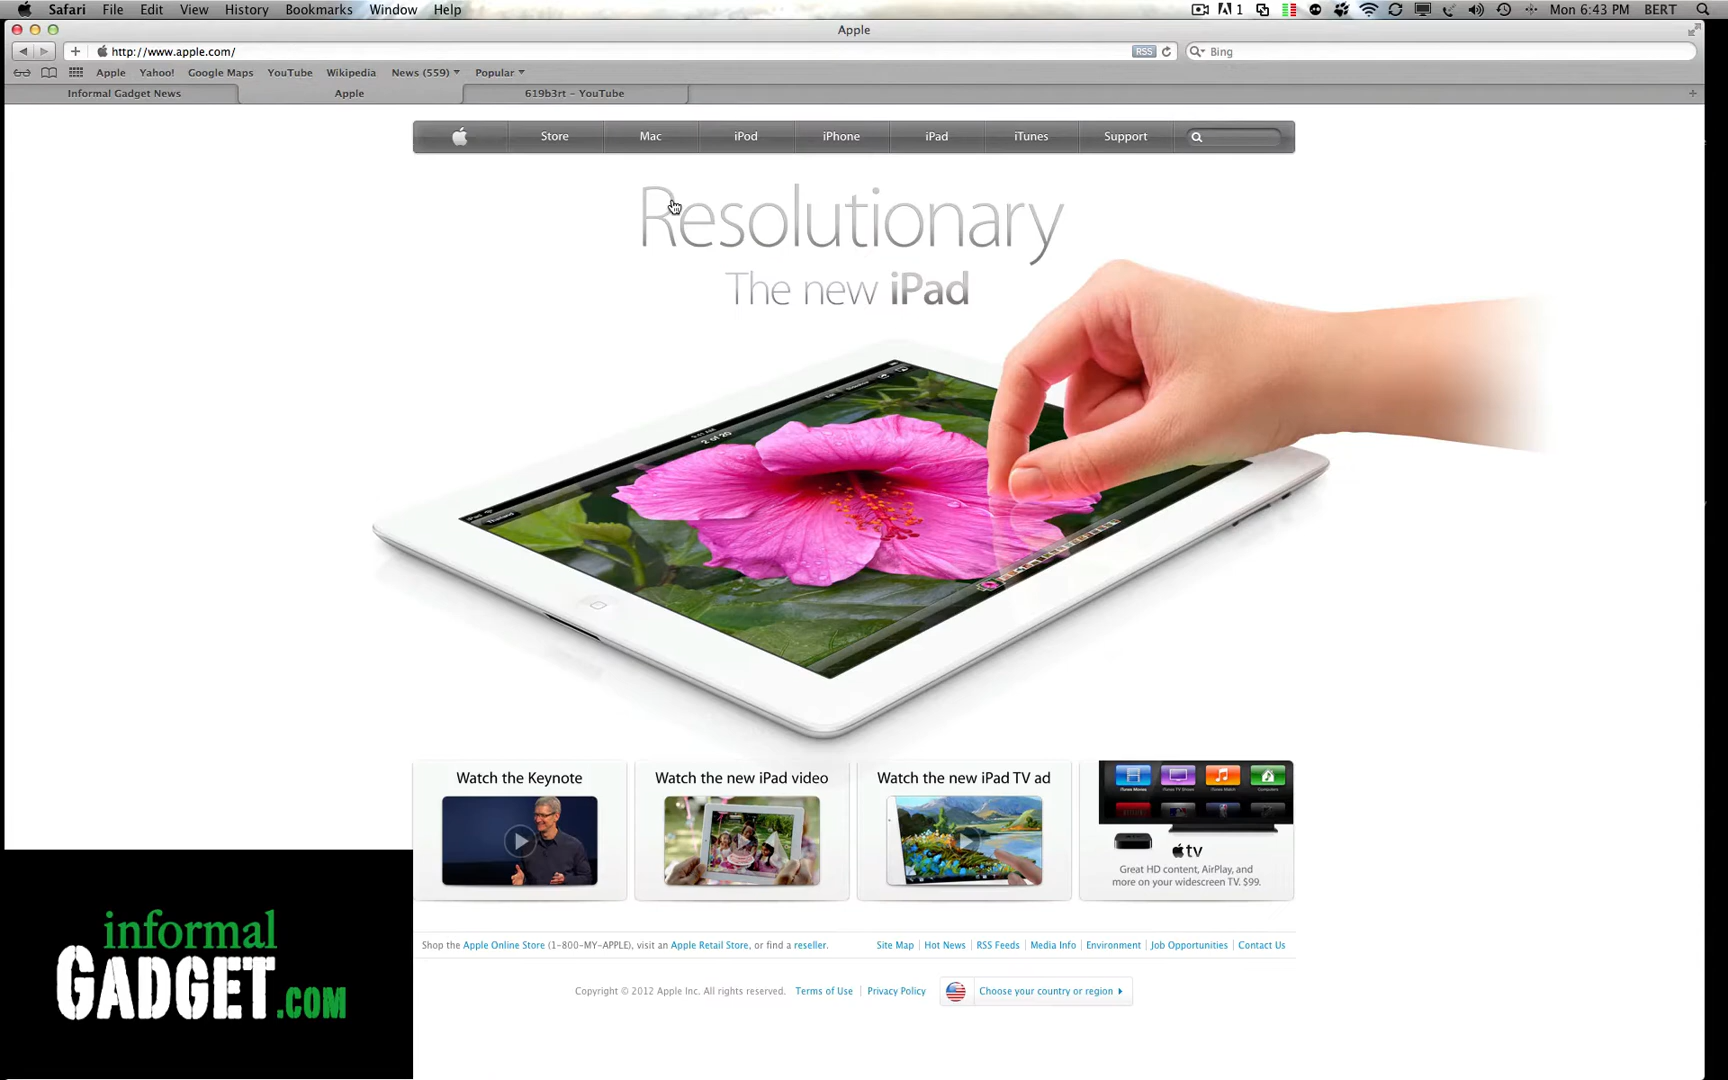 Safari File Edit View History Bookmarks Window Help 1 Mon 6:43 PM BERT
Apple
http://www.apple.com/ RSS Bing
Apple Yahoo! Google Maps YouTube Wikipedia News (559) Popular
Informal Gadget News Apple 619b3rt – YouTube
Store Mac iPod iPhone iPad iTunes Support
Resolutionary
The new iPad
2 of 20
Thailand
Watch the Keynote
Watch the new iPad video
Watch the new iPad TV ad
tv
Great HD content, AirPlay, and
more on your widescreen TV. $99.
informal
GADGET.COM
Shop the Apple Online Store (1-800-MY-APPLE), visit an Apple Retail Store, or find a reseller.
Site Map Hot News RSS Feeds Media Info Environment Job Opportunities Contact Us
Copyright © 2012 Apple Inc. All rights reserved. Terms of Use Privacy Policy Choose your country or region